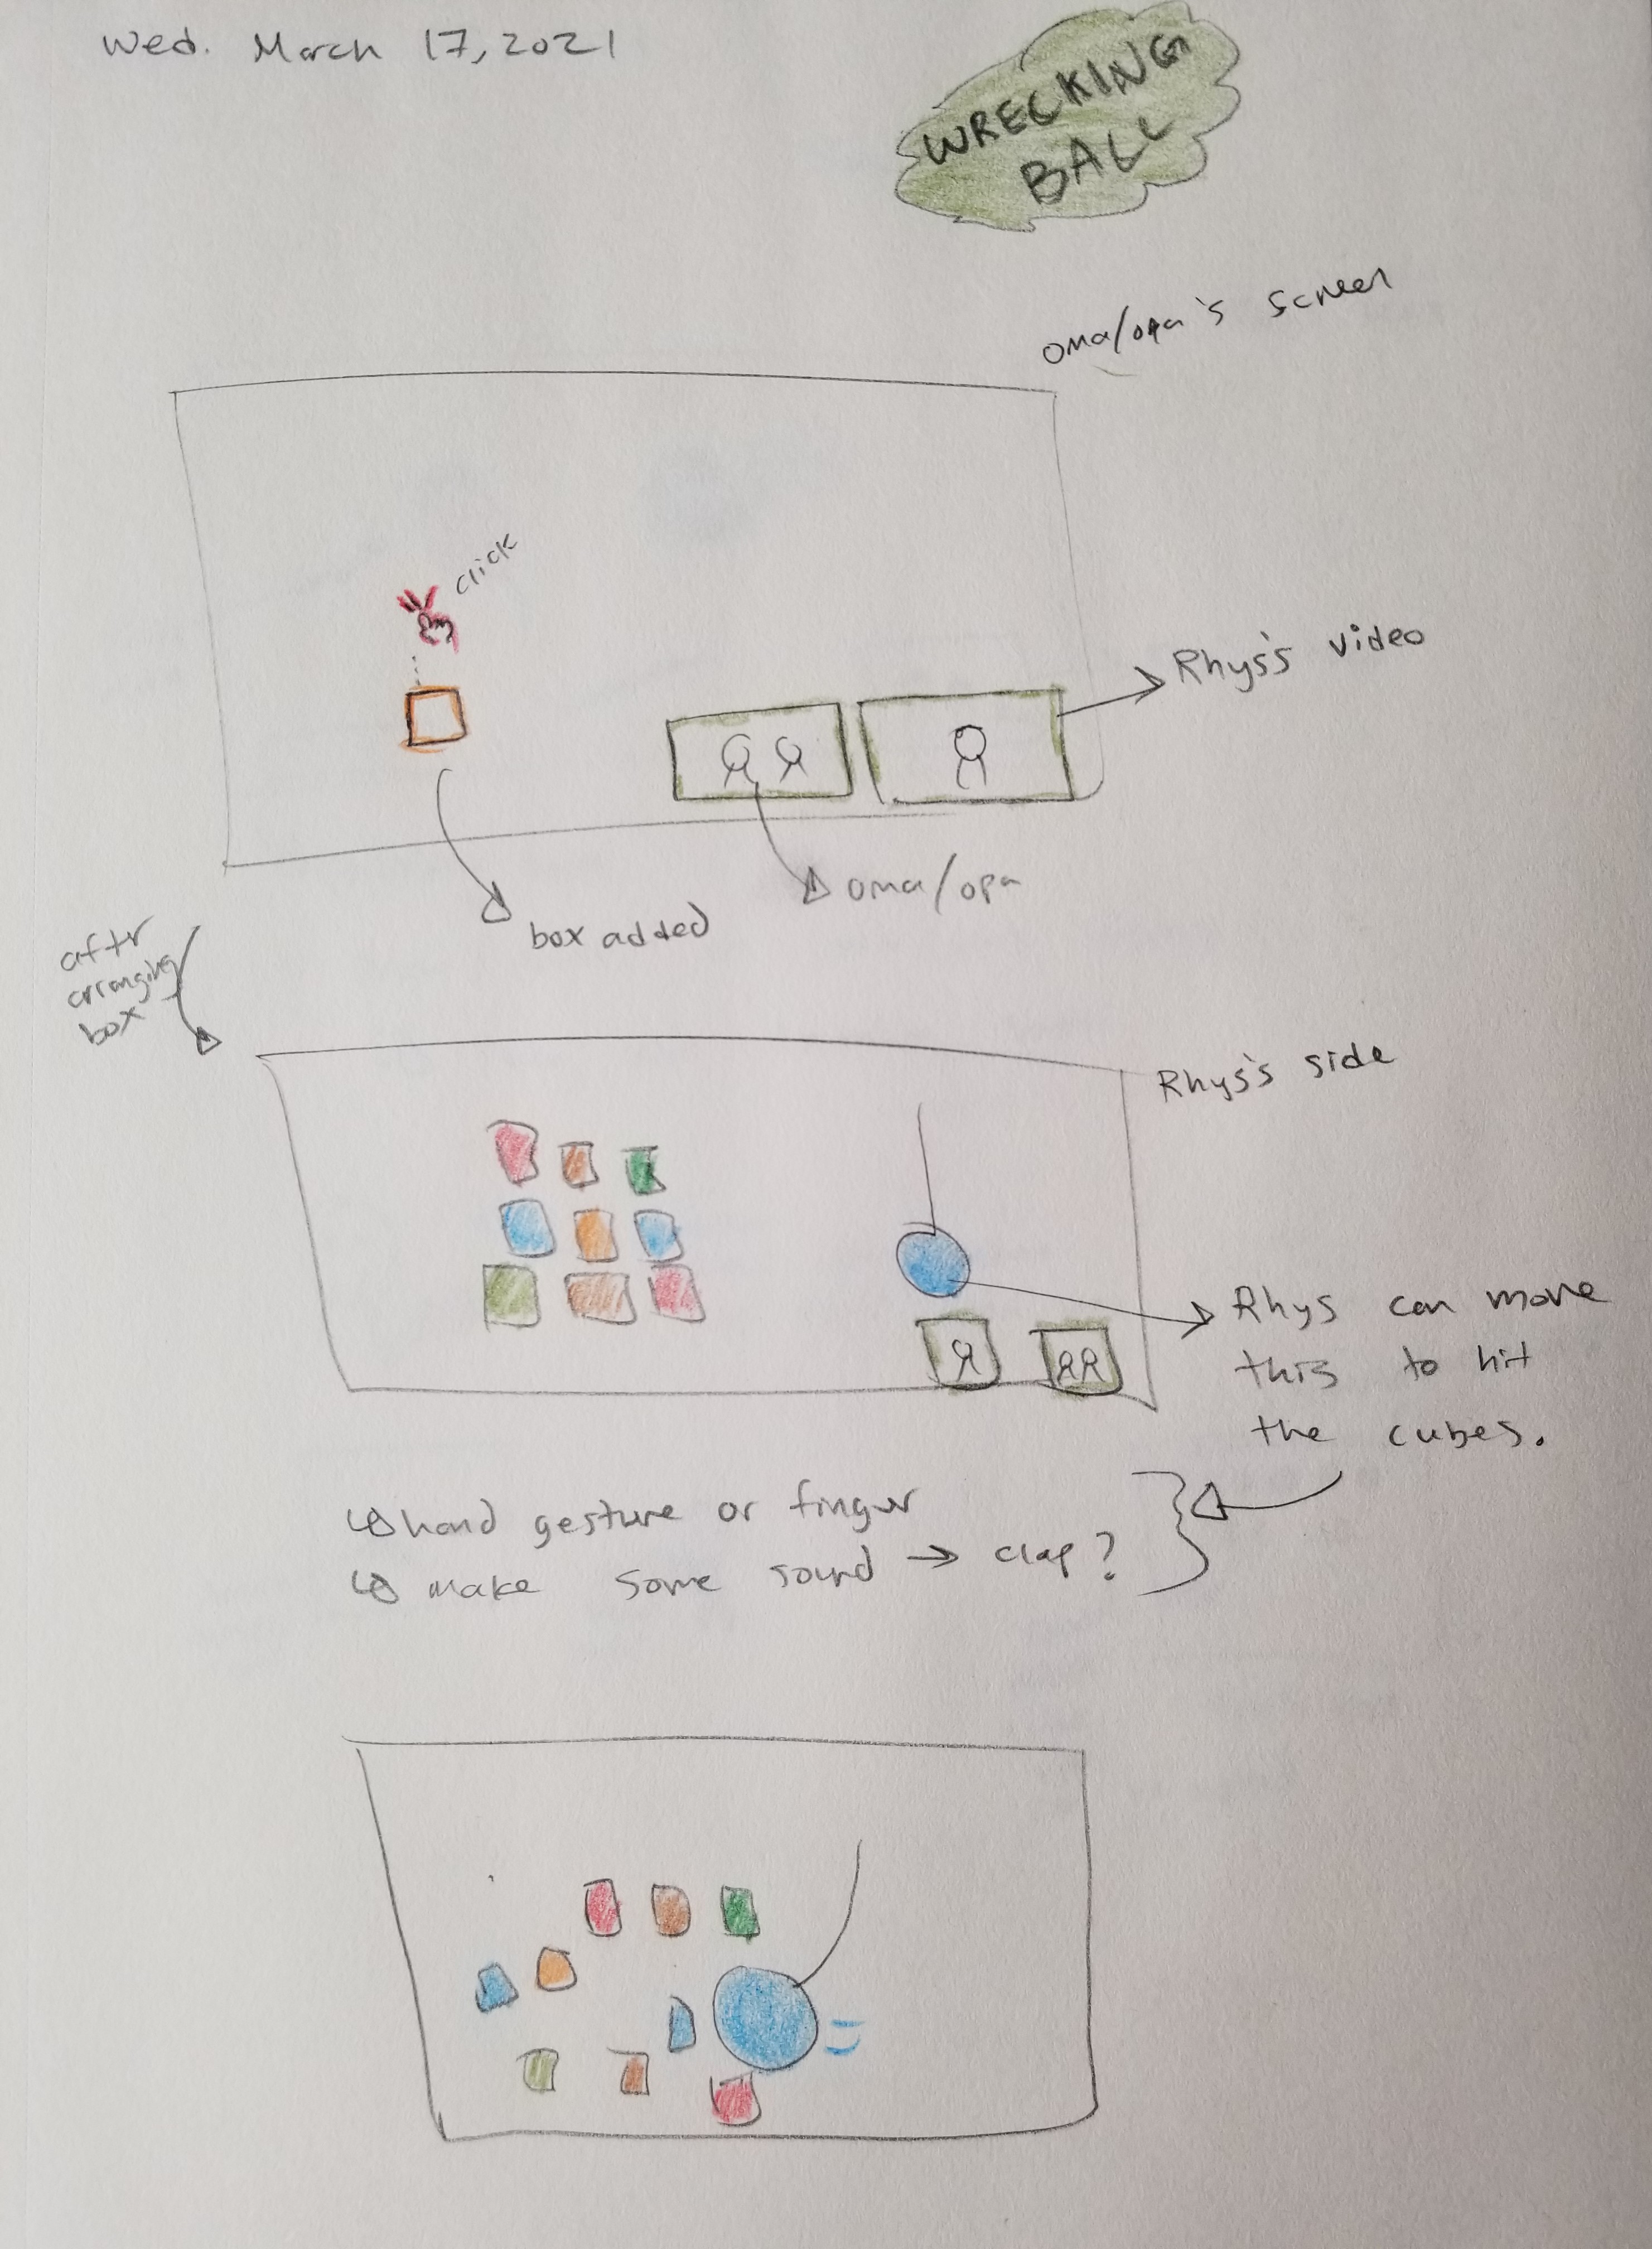 Wed. March 17, 2021
WRECKING
BALL
oma/opa's screen
click
Rhys's video
oma/opa
box added
aftr
arranging
box
Rhys's side
Rhys can move
this to hit
the cubes.
hand gesture or finger
make some sound → clap?